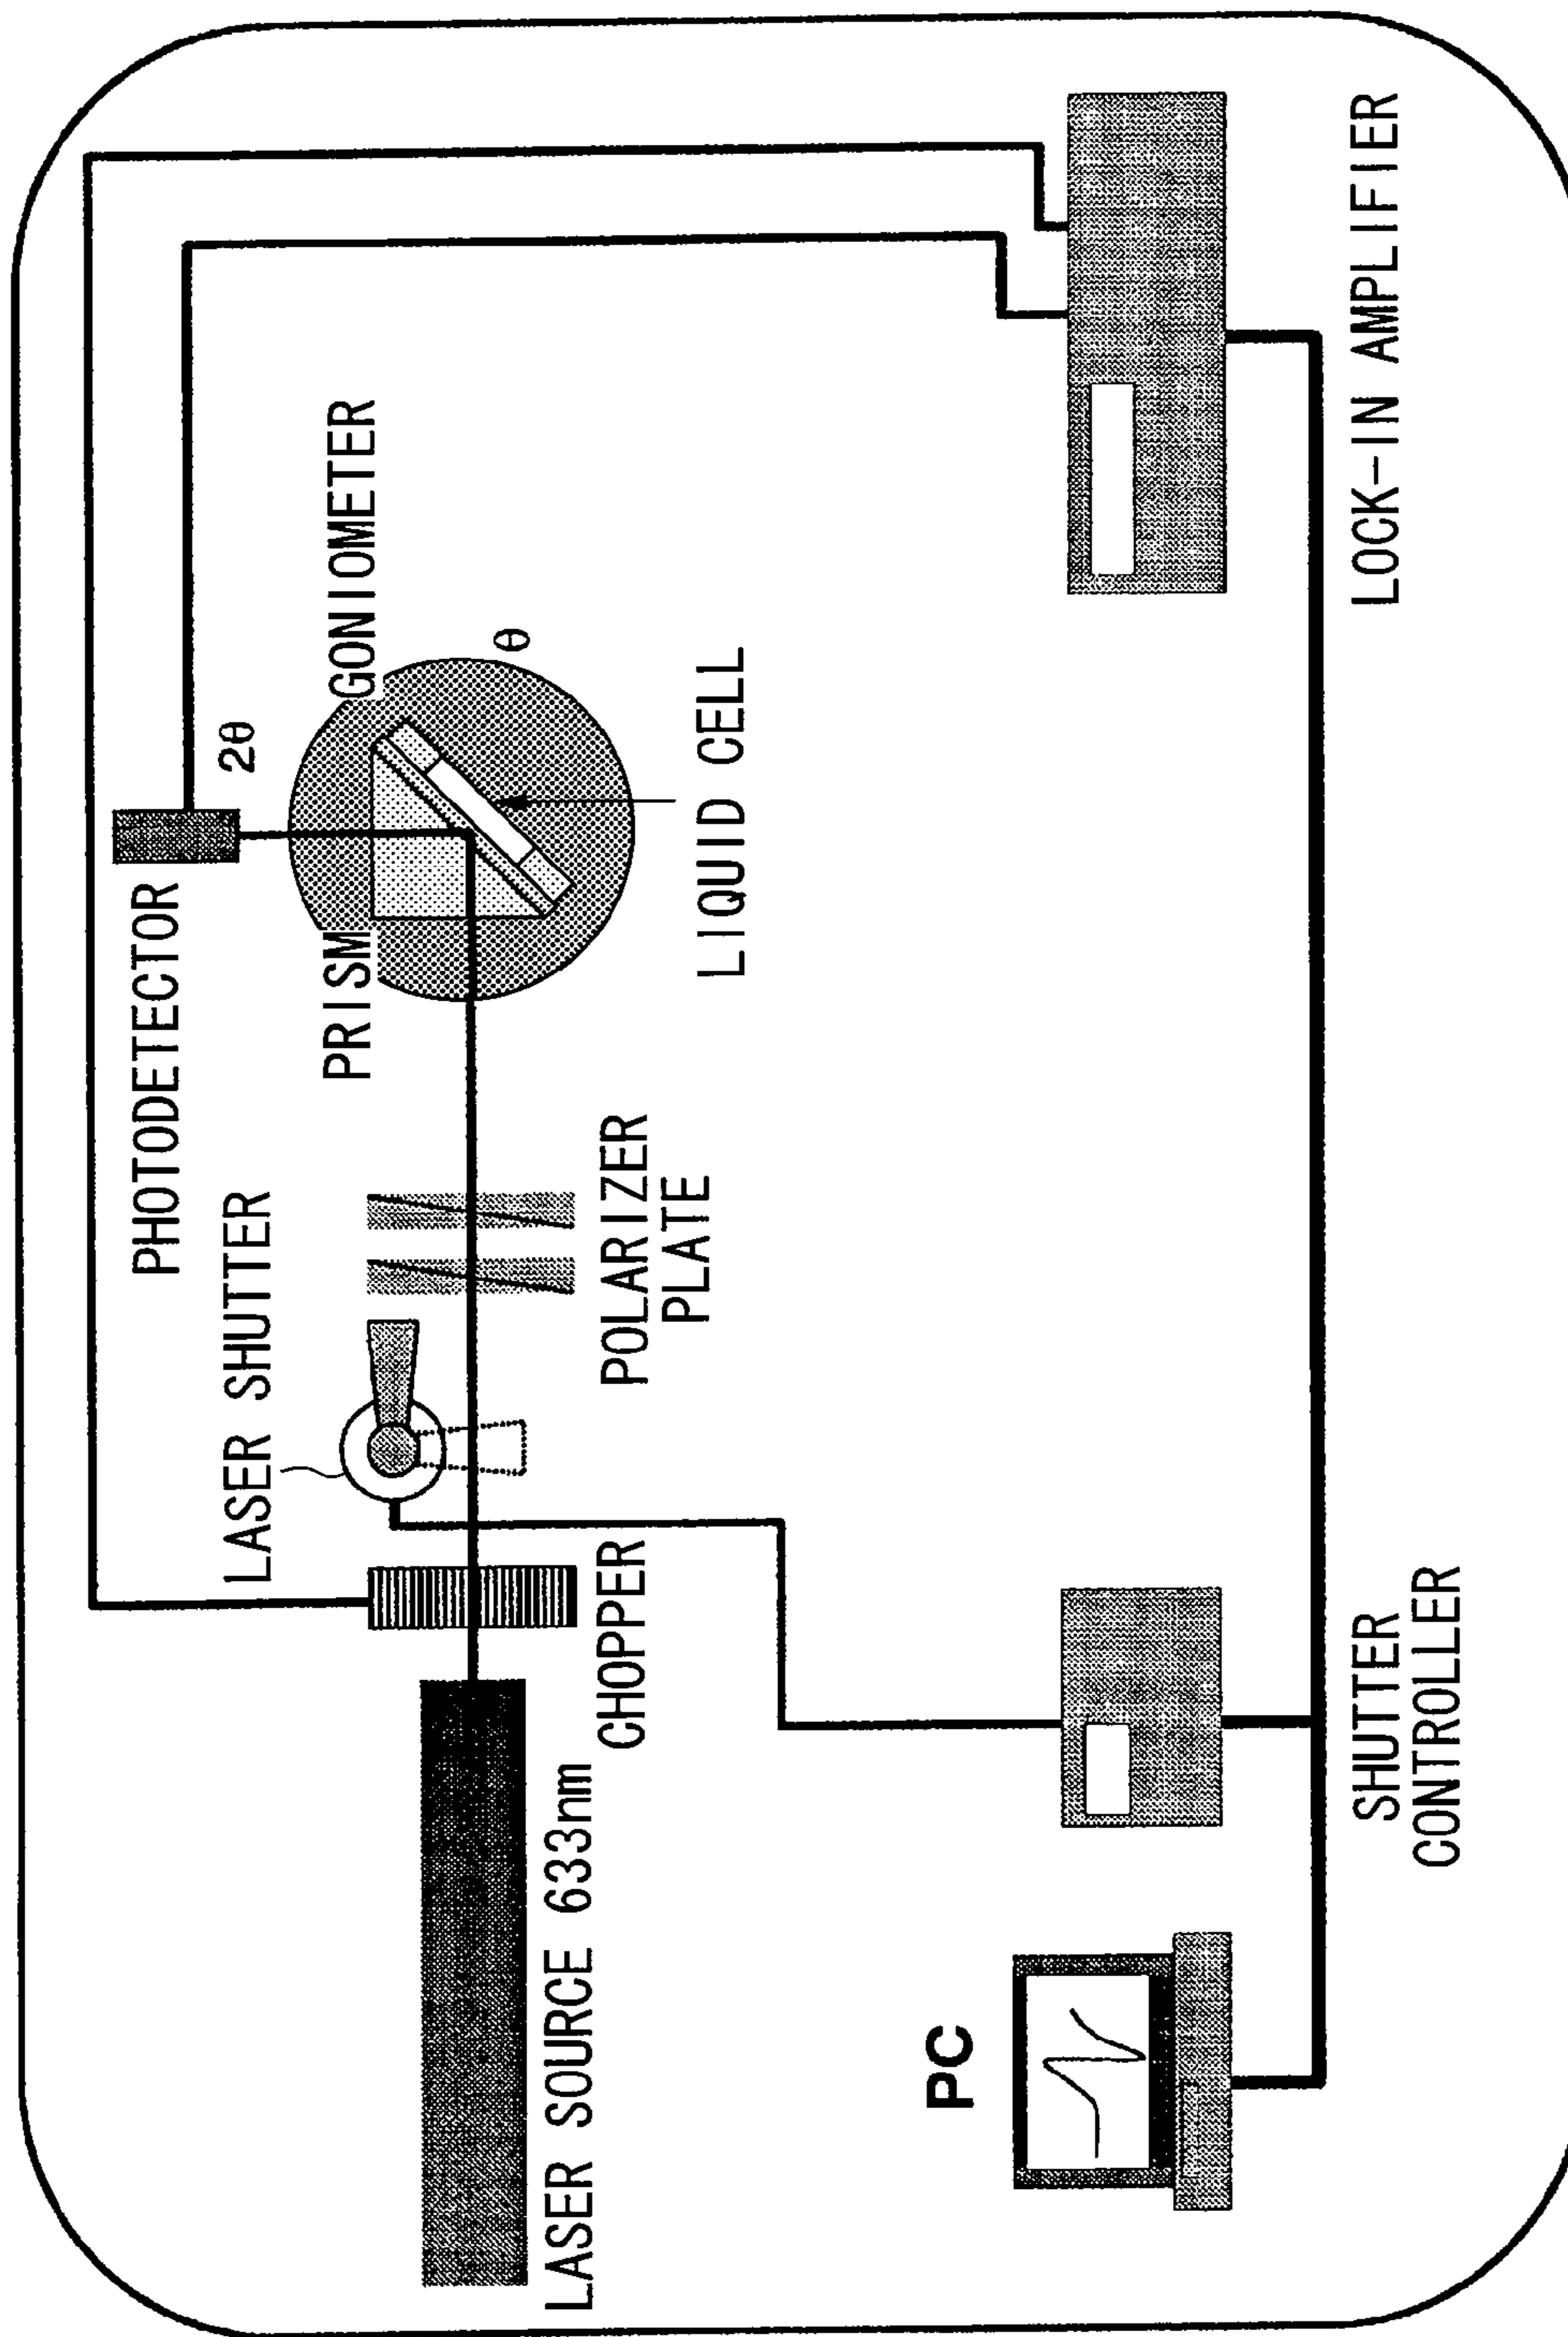 PHOTODETECTOR
2θ
LASER SHUTTER
PRISM
GONIOMETER
θ
LASER SOURCE 633nm
CHOPPER
POLARIZER
PLATE
LIQUID CELL
PC
SHUTTER
CONTROLLER
LOCK-IN AMPLIFIER